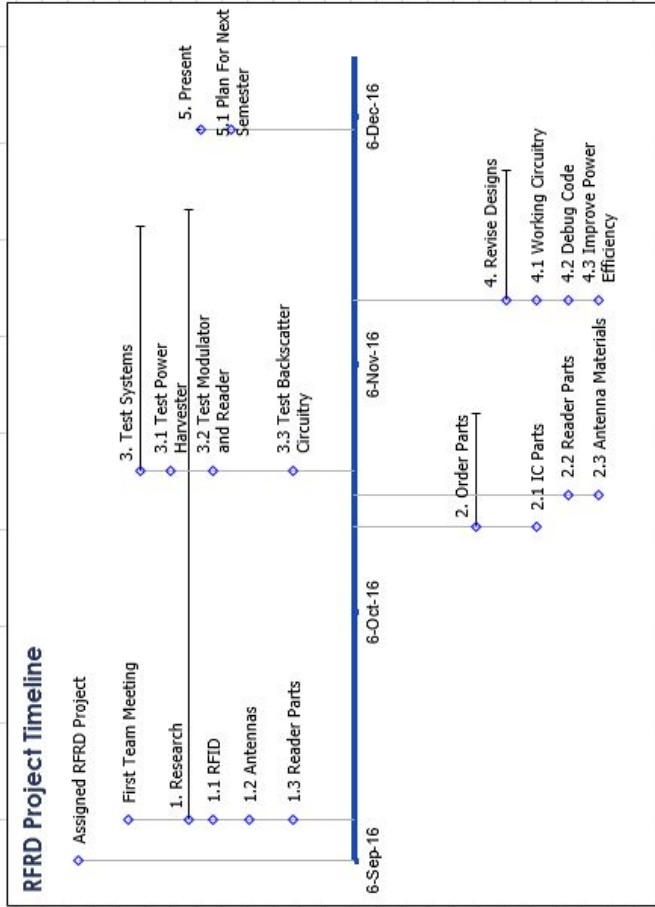 RFRD Project Timeline
Assigned RFRD Project
First Team Meeting
1. Research
1.1 RFID
1.2 Antennas
1.3 Reader Parts
3. Test Systems
3.1 Test Power
Harvester
3.2 Test Modulator
and Reader
3.3 Test Backscatter
Circuitry
5. Present
5.1 Plan For Next
Semester
6-Sep-16
6-Oct-16
6-Nov-16
6-Dec-16
2. Order Parts
2.1 IC Parts
2.2 Reader Parts
2.3 Antenna Materials
4. Revise Designs
4.1 Working Circuitry
4.2 Debug Code
4.3 Improve Power
Efficiency